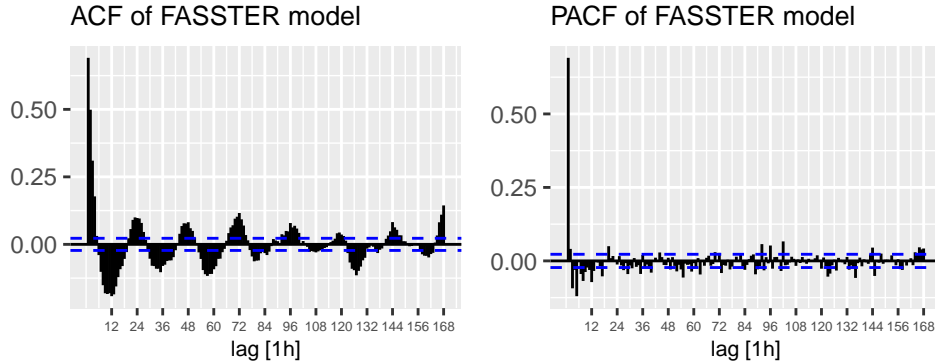 ACF of FASSTER model
0.50
0.25
0.00
12 24 36 48 60 72 84 96 108 120 132 144 156 168
lag [1h]
PACF of FASSTER model
0.50
0.25
0.00
12 24 36 48 60 72 84 96 108 120 132 144 156 168
lag [1h]